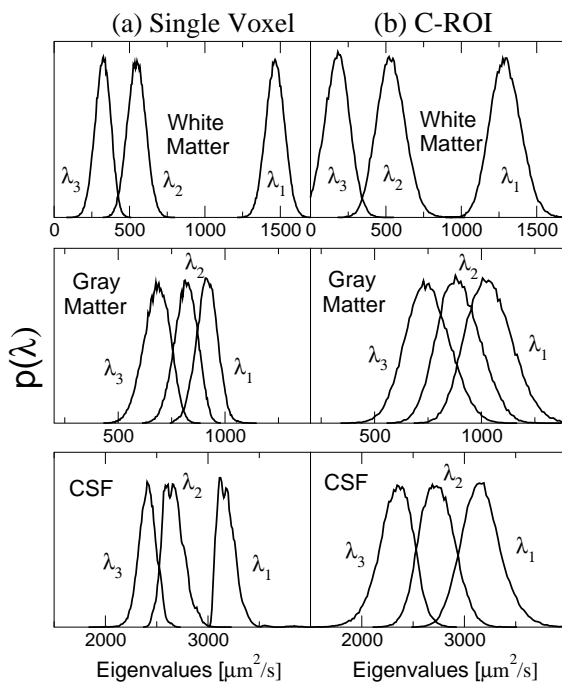 (a) Single Voxel (b) C-ROI
White Matter
λ3 λ2 λ1
White Matter
λ3 λ2 λ1
0 500 1000 1500 0 500 1000 1500
p(λ)
Gray Matter
λ3 λ2 λ1
Gray Matter
λ3 λ2 λ1
500 1000 500 1000
CSF
λ3 λ2 λ1
CSF
λ3 λ2 λ1
2000 3000 2000 3000
Eigenvalues [μm²/s] Eigenvalues [μm²/s]